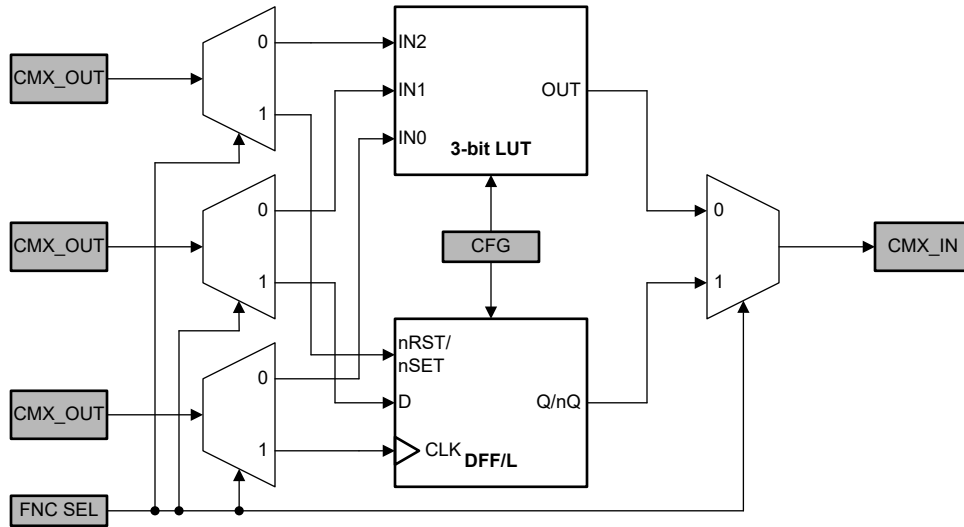 CMX_OUT
0
1
IN2
IN1
IN0
OUT
3-bit LUT
CMX_OUT
0
1
CFG
0
1
CMX_IN
CMX_OUT
0
1
nRST/
nSET
D
CLK
Q/nQ
DFF/L
FNC SEL